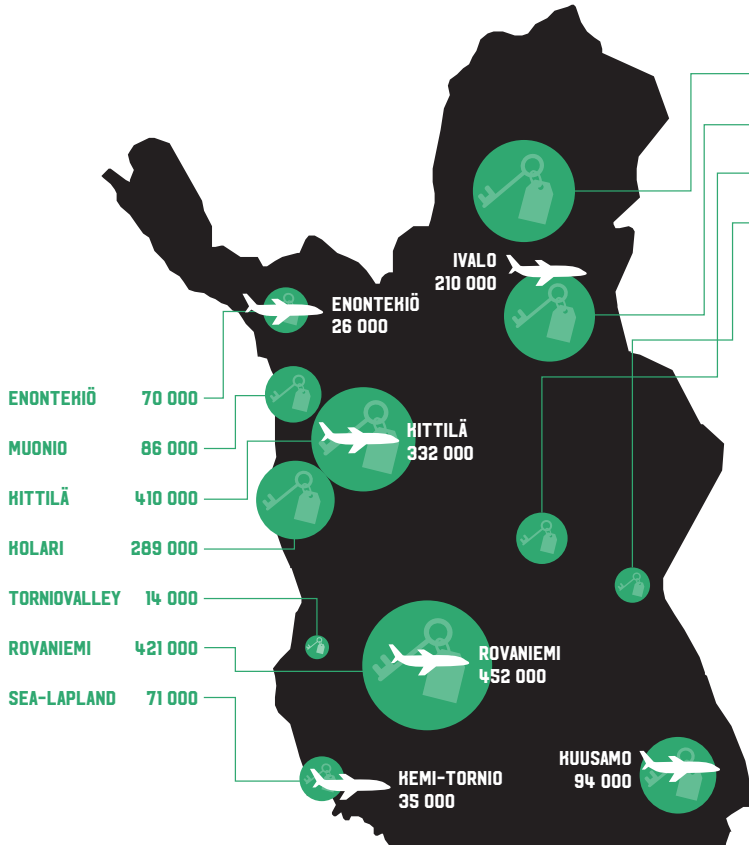 IVALO
210 000
ENONTEKIÖ
26 000
ENONTEKIÖ 70 000
MUONIO 86 000
KITTILÄ 410 000
KOLARI 289 000
TORNIOVALLEY 14 000
ROVANIEMI 421 000
SEA-LAPLAND 71 000
KITTILÄ
332 000
ROVANIEMI
452 000
KEMI-TORNIO
35 000
KUUSAMO
94 000